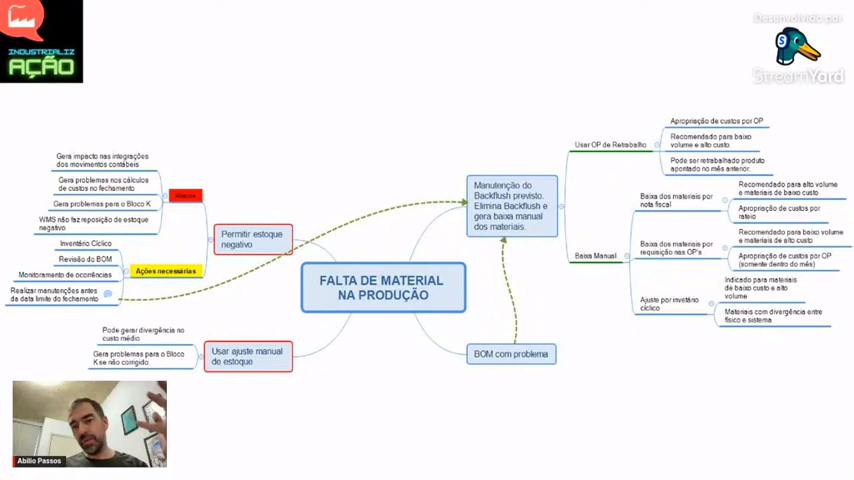 INDUSTRIALIZ
AÇÃO
Desenvolvido por
StreamYard
FALTA DE MATERIAL
NA PRODUÇÃO
Permitir estoque
negativo
Riscos
Gera impacto nas integrações
dos movimentos contábeis
Gera problemas nos cálculos
de custos no fechamento
Gera problemas para o Bloco K
WMS não faz reposição de estoque
negativo
Ações necessárias
Inventário Cíclico
Revisão do BOM
Monitoramento de ocorrências
Realizar manutenções antes
da data limite do fechamento
Usar ajuste manual
de estoque
Pode gerar divergência no
custo médio
Gera problemas para o Bloco
K se não corrigido
Manutenção do
Backflush previsto.
Elimina Backflush e
gera baixa manual
dos materiais.
Usar OP de Retrabalho
Apropriação de custos por OP
Recomendado para baixo
volume e alto custo.
Pode ser retrabalhado produto
apontado no mês anterior.
Baixa Manual
Baixa dos materiais por
nota fiscal
Recomendado para alto volume
e materiais de baixo custo
Apropriação de custos por
rateio
Baixa dos materiais por
requisição nas OP's
Recomendado para baixo volume
e materiais de alto custo
Apropriação de custos por OP
(somente dentro do mês)
Ajuste por invetário
cíclico
Indicado para materiais
de baixo custo e alto
volume
Materiais com divergência entre
físico e sistema
BOM com problema
Abilio Passos